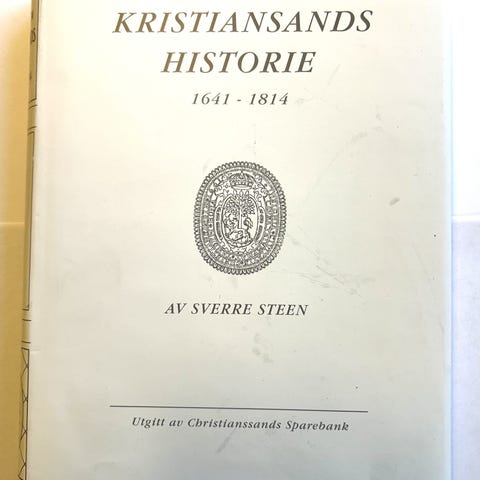 KRISTIANSANDS
HISTORIE
1641 - 1814
AV SVERRE STEEN
Utgitt av Christianssands Sparebank